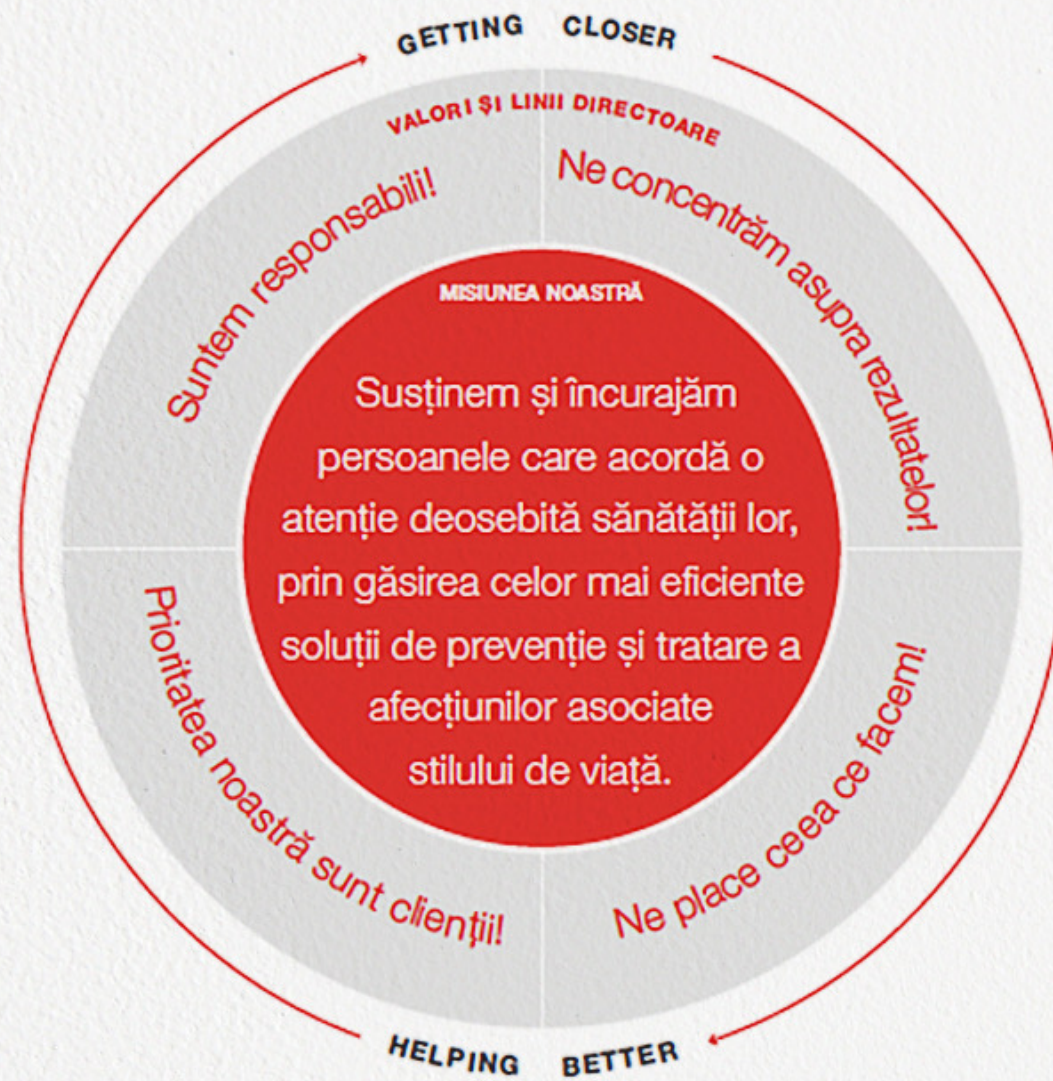 GETTING CLOSER
VALORI ȘI LINII DIRECTOARE
Suntem responsabili!
Ne concentrăm asupra rezultatelor!
MISIUNEA NOASTRĂ
Susținem și încurajăm
persoanele care acordă o
atenție deosebită sănătății lor,
prin găsirea celor mai eficiente
soluții de prevenție și tratare a
afecțiunilor asociate
stilului de viață.
Prioritatea noastră sunt clienții!
Ne place ceea ce facem!
HELPING BETTER